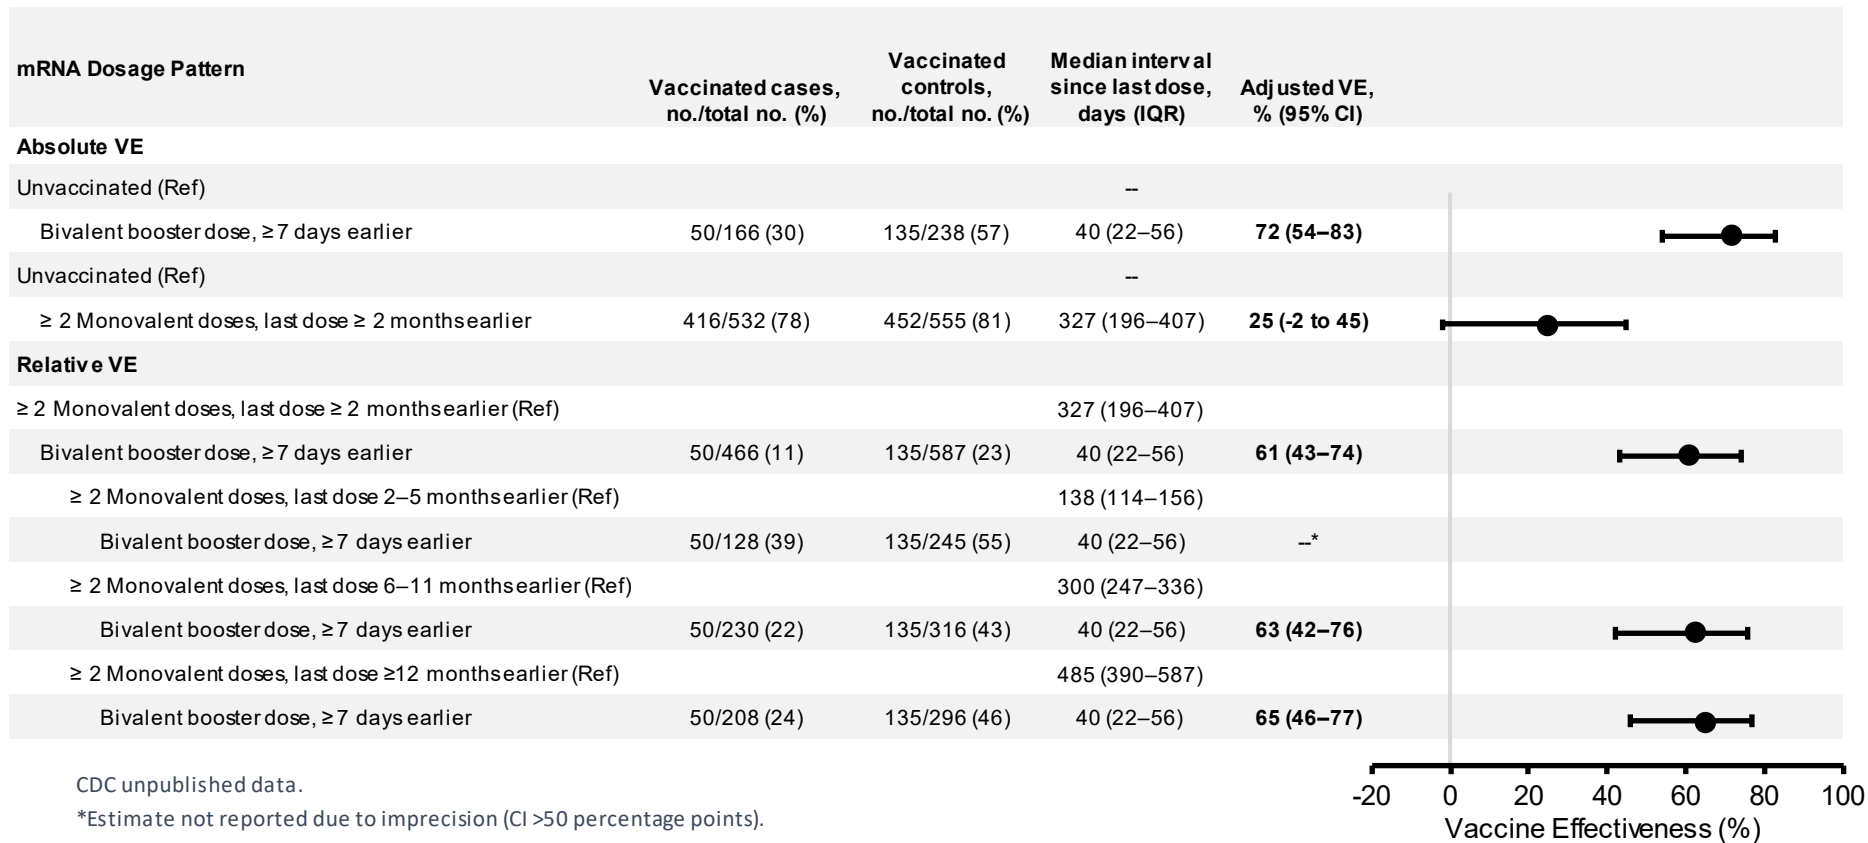 mRNA Dosage Pattern
Vaccinated cases,
no./total no. (%)
Vaccinated
controls,
no./total no. (%)
Median interval
since last dose,
days (IQR)
Adjusted VE,
% (95% CI)
Absolute VE
Unvaccinated (Ref) --
Bivalent booster dose, ≥7 days earlier 50/166 (30) 135/238 (57) 40 (22–56) 72 (54–83)
Unvaccinated (Ref) --
≥ 2 Monovalent doses, last dose ≥ 2 months earlier 416/532 (78) 452/555 (81) 327 (196–407) 25 (-2 to 45)
Relative VE
≥ 2 Monovalent doses, last dose ≥ 2 months earlier (Ref) 327 (196–407)
Bivalent booster dose, ≥7 days earlier 50/466 (11) 135/587 (23) 40 (22–56) 61 (43–74)
≥ 2 Monovalent doses, last dose 2–5 months earlier (Ref) 138 (114–156)
Bivalent booster dose, ≥7 days earlier 50/128 (39) 135/245 (55) 40 (22–56) --*
≥ 2 Monovalent doses, last dose 6–11 months earlier (Ref) 300 (247–336)
Bivalent booster dose, ≥7 days earlier 50/230 (22) 135/316 (43) 40 (22–56) 63 (42–76)
≥ 2 Monovalent doses, last dose ≥12 months earlier (Ref) 485 (390–587)
Bivalent booster dose, ≥7 days earlier 50/208 (24) 135/296 (46) 40 (22–56) 65 (46–77)
-20 0 20 40 60 80 100
Vaccine Effectiveness (%)
CDC unpublished data.
*Estimate not reported due to imprecision (CI >50 percentage points).